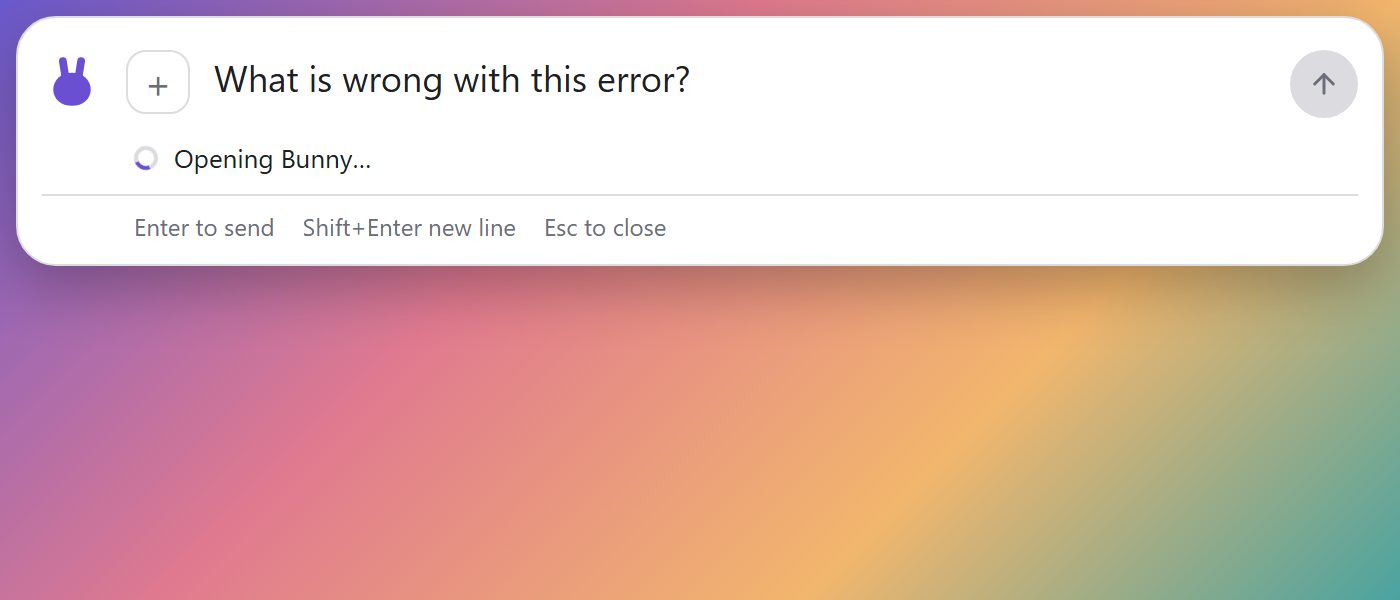 What is wrong with this error?
Opening Bunny...
Enter to send Shift+Enter new line Esc to close